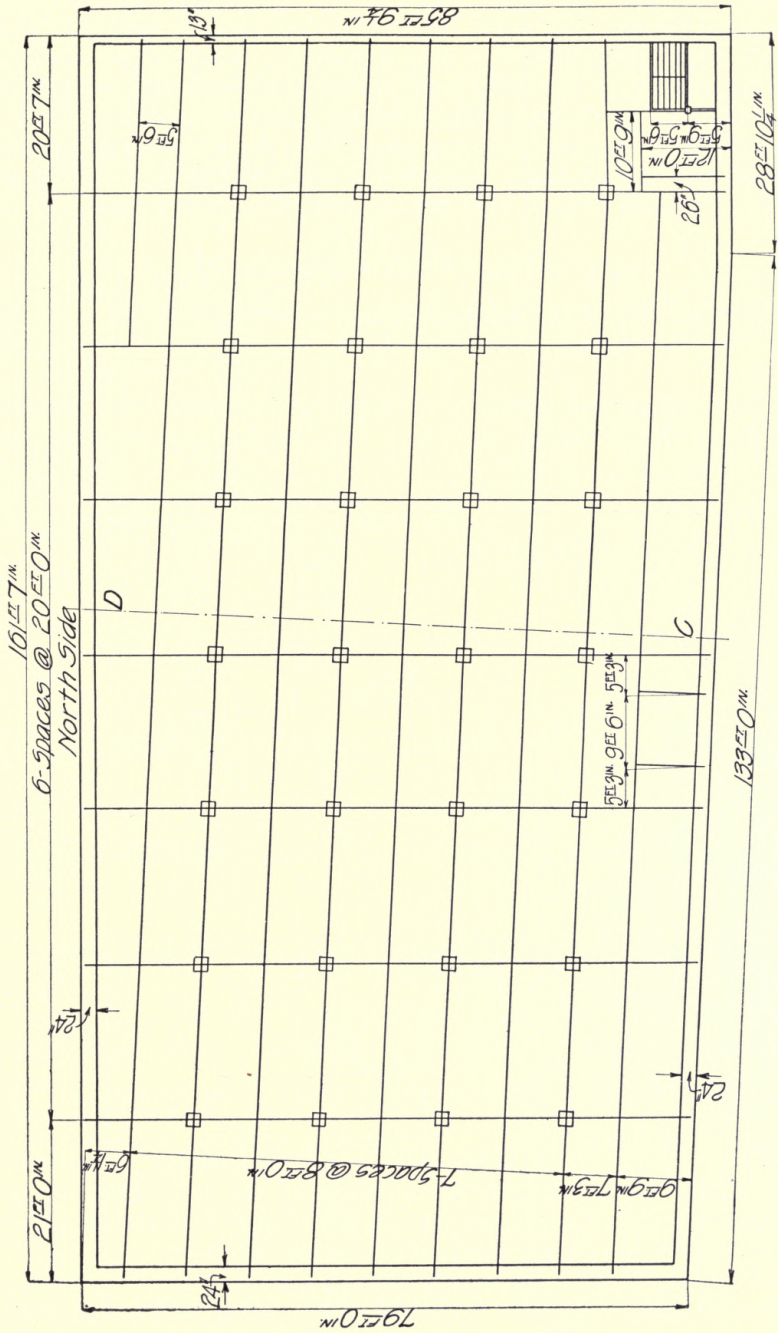 161 FT 7 IN.
20 FT 7 IN.
6-Spaces @ 20 FT 0 IN.
21 FT 0 IN.
North Side
85 FT 9¼ IN.
13"
5 FT 6 IN.
D
24"
6 FT
7-Spaces @ 8 FT 0 IN.
7 FT 3 IN.
9 FT 9 IN.
24"
79 FT 0 IN.
5 FT 3 IN. 9 FT 6 IN. 5 FT 3 IN.
C
24"
10 FT 9 IN.
5 FT 6 IN.
5 FT 9 IN.
12 FT 0 IN.
26"
28 FT 10¼ IN.
133 FT 0 IN.